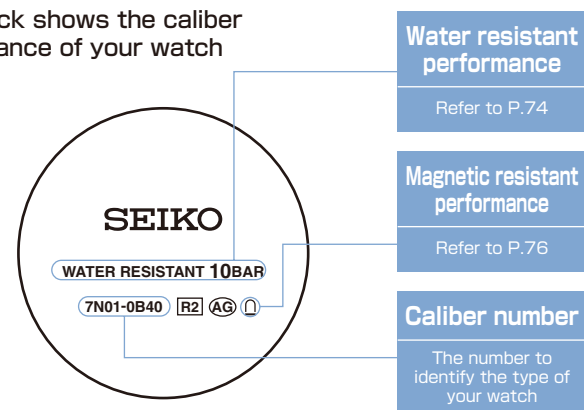 ck shows the caliber
ance of your watch
Water resistant
performance
Refer to P.74
Magnetic resistant
performance
Refer to P.76
Caliber number
The number to
identify the type of
your watch
SEIKO
WATER RESISTANT 10BAR
7N01-0B40 R2 AG